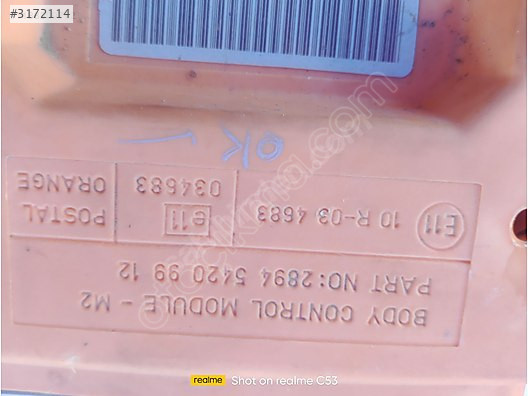 #3172114
OK
BODY CONTROL MODULE - M2
PART NO: 2894 5420 99 12
E11 10 R-03 4683
e11 034683
POSTAL ORANGE
realme Shot on realme C53